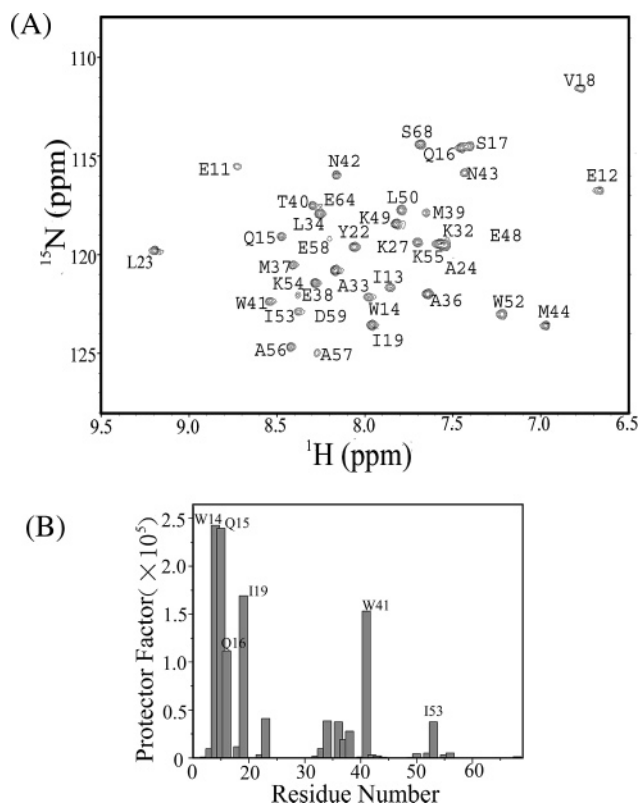 (A)
110
115
120
125
¹⁵N (ppm)
V18
S68
S17
Q16
N42
N43
E11
E12
T40
E64
L50
M39
L34
K49
K32
E48
Q15
Y22
E58
K27
K55
A24
L23
M37
A33
I13
K54
E38
W14
A36
W52
W41
I53
D59
M44
I19
A56
A57
9.5 9.0 8.5 8.0 7.5 7.0 6.5
¹H (ppm)
(B)
Protector Factor(×10⁵)
2.5
2.0
1.5
1.0
0.5
0
W14
Q15
Q16
I19
W41
I53
0 20 40 60
Residue Number